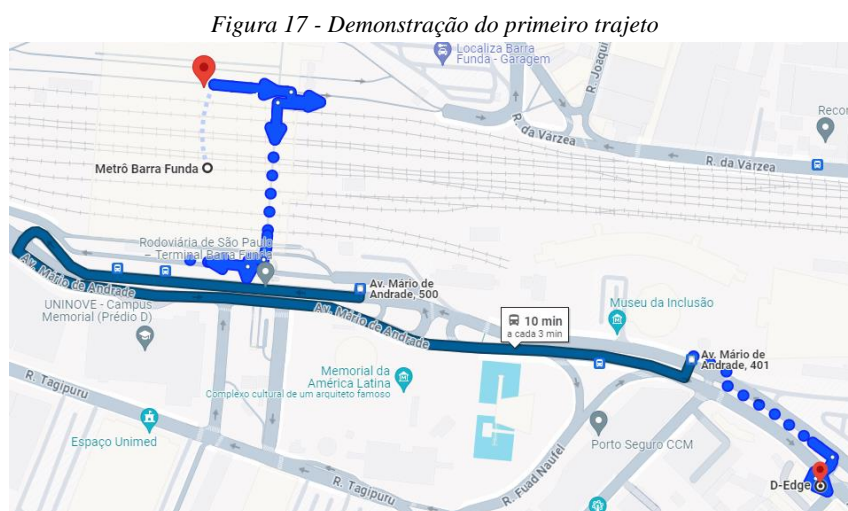 Figura 17 - Demonstração do primeiro trajeto
Localiza Barra
Funda - Garagem
R. Joaqui
Recor
R. da Várzea
R. da Várzea
Metrô Barra Funda
Rodoviária de São Paulo
– Terminal Barra Funda
Av. Mário de Andrade
Av. Mário de
Andrade, 500
UNINOVE - Campus
Memorial (Prédio D)
Av. Mário de Andrade
10 min
a cada 3 min
Museu da Inclusão
Av. Mário de
Andrade, 401
Memorial da
América Latina
Complexo cultural de um arquiteto famoso
R. Tagipuru
Espaço Unimed
Porto Seguro CCM
R. Fuad Naufel
R. Tagipuru
D-Edge